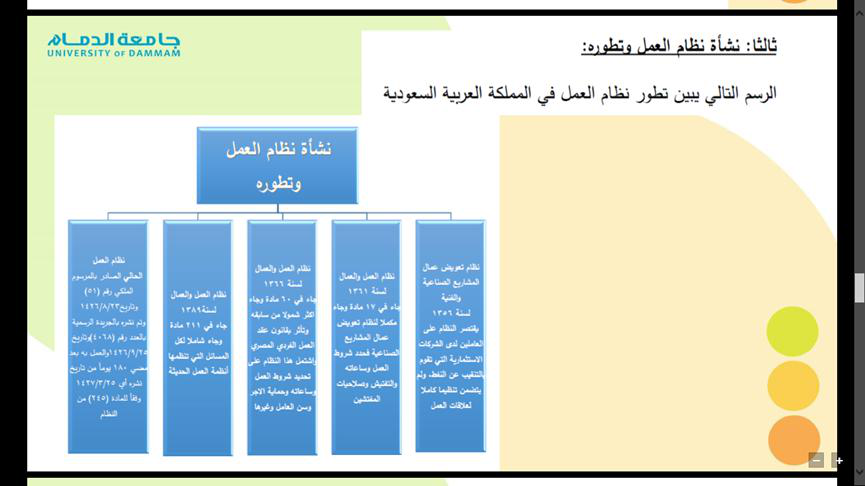 جامعة الدمام
UNIVERSITY OF DAMMAM
ثالثا: نشأة نظام العمل وتطوره:
الرسم التالي يبين تطور نظام العمل في المملكة العربية السعودية
نشأة نظام العمل
وتطوره
نظام تعويض عمال
المشاريع الصناعية
والفنية
لسنة ١٣٥٦
يقتصر النظام على
العاملين لدى الشركات
الاستثمارية التي تقوم
بالتنقيب عن النفط، ولم
يتضمن تنظيما كاملا
لعلاقات العمل
نظام العمل والعمال
لسنة ١٣٦١
جاء في ١٧ مادة وجاء
مكملا لنظام تعويض
عمال المشاريع
الصناعية فحدد شروط
العمل وساعاته
والتفتيش وصلاحيات
المفتشين
نظام العمل والعمال
لسنة ١٣٦٦
جاء في ٦٠ مادة وجاء
اكثر شمولا من سابقه
وتأثر بقانون عقد
العمل الفردي المصري
واشتمل هذا النظام على
تحديد شروط العمل
وساعاته وحماية الاجر
وسن العامل وغيرها
نظام العمل والعمال
لسنة١٣٨٩
جاء في ٢١١ مادة
وجاء شاملا لكل
المسائل التي تنظمها
أنظمة العمل الحديثة
نظام العمل
الحالي الصادر بالمرسوم
الملكي رقم (٥١)
وتاريخ١٤٢٦/٨/٢٣
وتم نشره بالجريدة الرسمية
بالعدد رقم (٤٠٦٨)وتاريخ
١٤٢٦/٩/٢٥والعمل به بعد
مضي ١٨٠ يوماً من تاريخ
نشره أي ١٤٢٧/٣/٢٥
وفقاً للمادة (٢٤٥) من
النظام